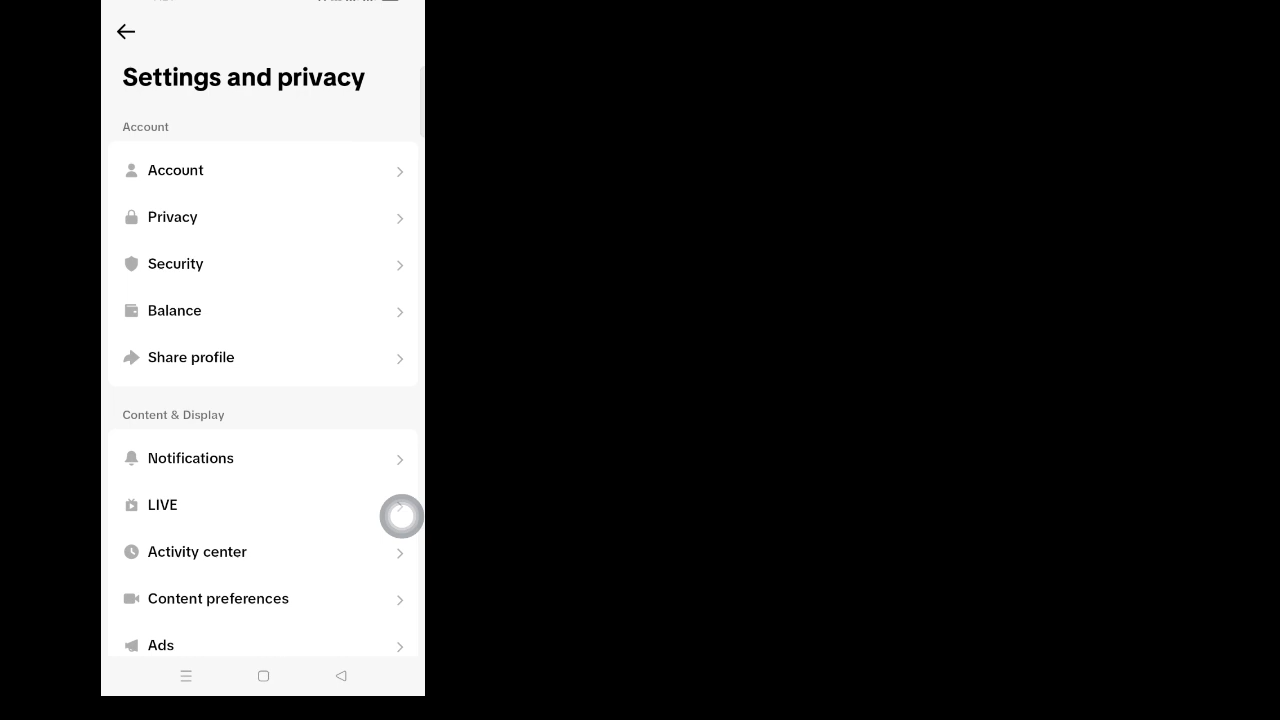 Settings and privacy
Account
Account
Privacy
Security
Balance
Share profile
Content & Display
Notifications
LIVE
Activity center
Content preferences
Ads